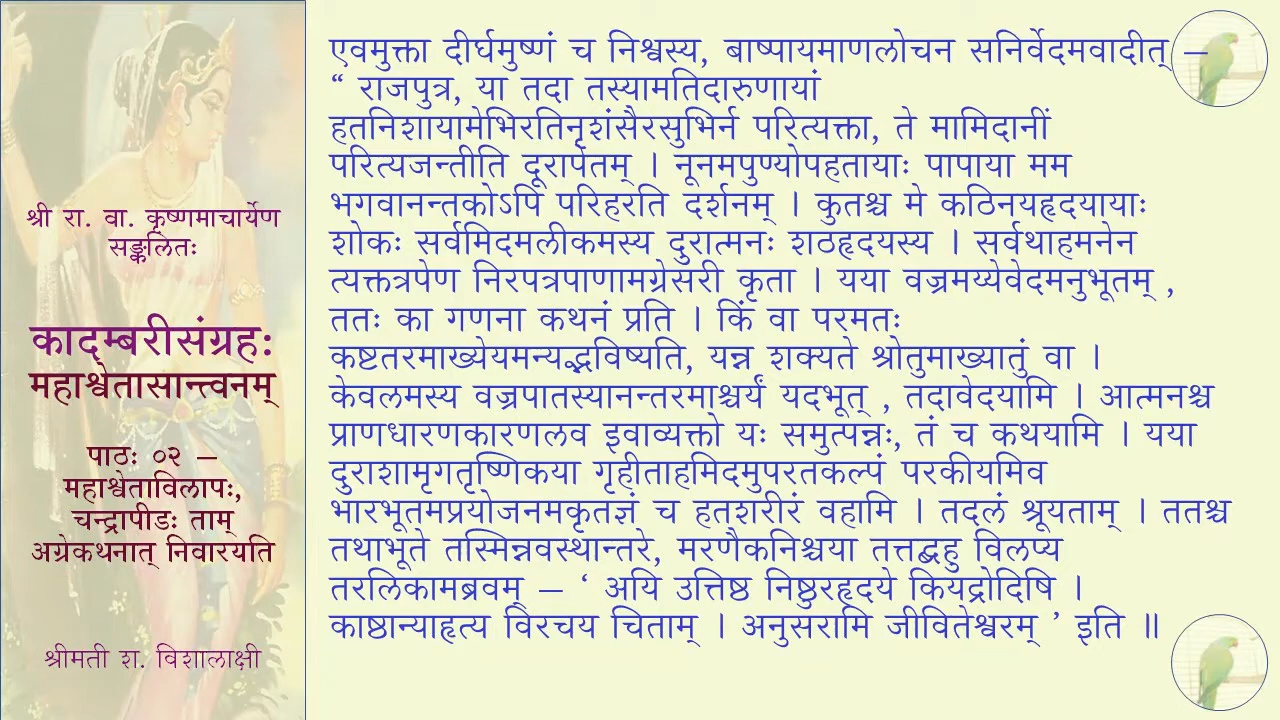 श्री रा. वा. कृष्णमाचार्येण
सङ्कलितः
कादम्बरीसंग्रहः
महाश्वेतासान्त्वनम्
पाठः ०२ –
महाश्वेताविलापः,
चन्द्रापीडः ताम्
अग्रेकथनात् निवारयति
श्रीमती श. विशालाक्षी
एवमुक्ता दीर्घमुष्णं च निश्वस्य, बाष्पायमाणलोचन सनिर्वेदमवादीत् –
“ राजपुत्र, या तदा तस्यामतिदारुणायां
हतनिशायामेभिरतिनृशंसैरसुभिर्न परित्यक्ता, ते मामिदानीं
परित्यजन्तीति दूरापेतम् । नूनमपुण्योपहतायाः पापाया मम
भगवानन्तकोऽपि परिहरति दर्शनम् । कुतश्च मे कठिनयहृदयायाः
शोकः सर्वमिदमलीकमस्य दुरात्मनः शठहृदयस्य । सर्वथाहमनेन
त्यक्तत्रपेण निरपत्रपाणामग्रेसरी कृता । यया वज्रमय्येवेदमनुभूतम् ,
ततः का गणना कथनं प्रति । किं वा परमतः
कष्टतरमाख्येयमन्यद्भविष्यति, यन्न शक्यते श्रोतुमाख्यातुं वा ।
केवलमस्य वज्रपातस्यानन्तरमाश्चर्यं यदभूत् , तदावेदयामि । आत्मनश्च
प्राणधारणकारणलव इवाव्यक्तो यः समुत्पन्नः, तं च कथयामि । यया
दुराशामृगतृष्णिकया गृहीताहमिदमुपरतकल्पं परकीयमिव
भारभूतमप्रयोजनमकृतज्ञं च हतशरीरं वहामि । तदलं श्रूयताम् । ततश्च
तथाभूते तस्मिन्नवस्थान्तरे, मरणैकनिश्चया तत्तद्बहु विलप्य
तरलिकामब्रवम् – ‘ अयि उत्तिष्ठ निष्ठुरहृदये कियद्रोदिषि ।
काष्ठान्याहृत्य विरचय चिताम् । अनुसरामि जीवितेश्वरम् ’ इति ॥